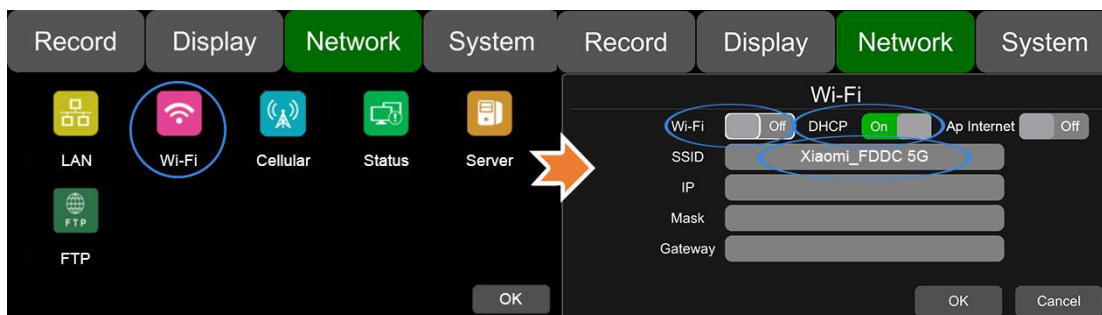 Record Display Network System
LAN Wi-Fi Cellular Status Server
FTP
FTP
OK
Record Display Network System
Wi-Fi
Wi-Fi Off DHCP On Ap Internet Off
SSID Xiaomi_FDDC 5G
IP
Mask
Gateway
OK Cancel